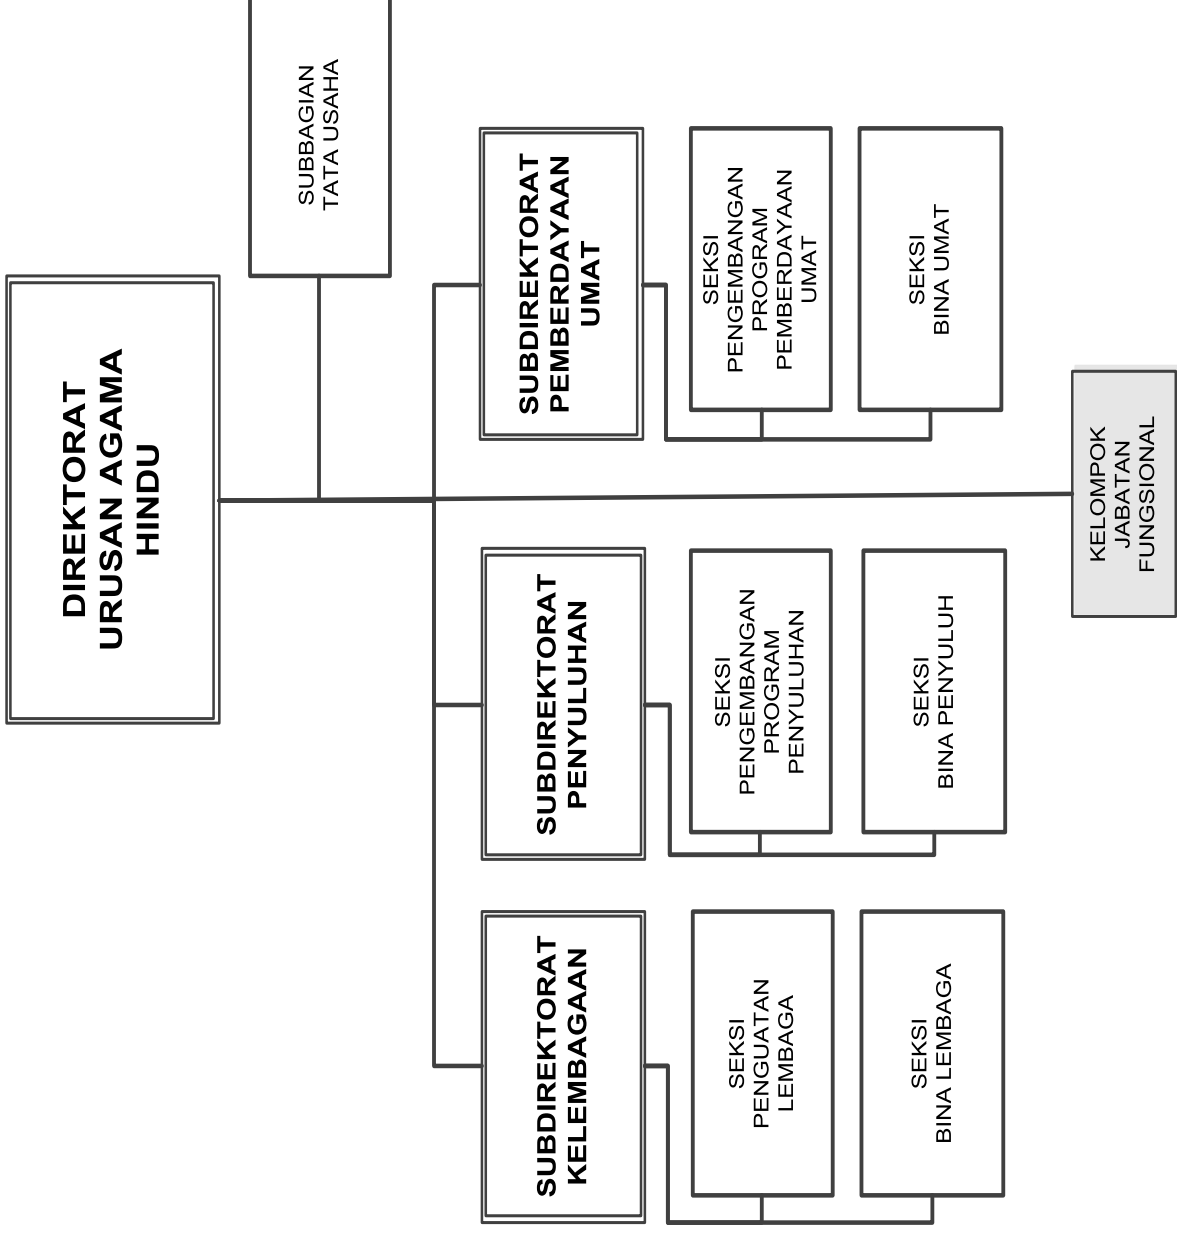 DIREKTORAT
URUSAN AGAMA
HINDU
SUBBAGIAN
TATA USAHA
SUBDIREKTORAT
KELEMBAGAAN
SUBDIREKTORAT
PENYULUHAN
SUBDIREKTORAT
PEMBERDAYAAN
UMAT
SEKSI
PENGUATAN
LEMBAGA
SEKSI
PENGEMBANGAN
PROGRAM
PENYULUHAN
SEKSI
PENGEMBANGAN
PROGRAM
PEMBERDAYAAN
UMAT
SEKSI
BINA LEMBAGA
SEKSI
BINA PENYULUH
SEKSI
BINA UMAT
KELOMPOK
JABATAN
FUNGSIONAL